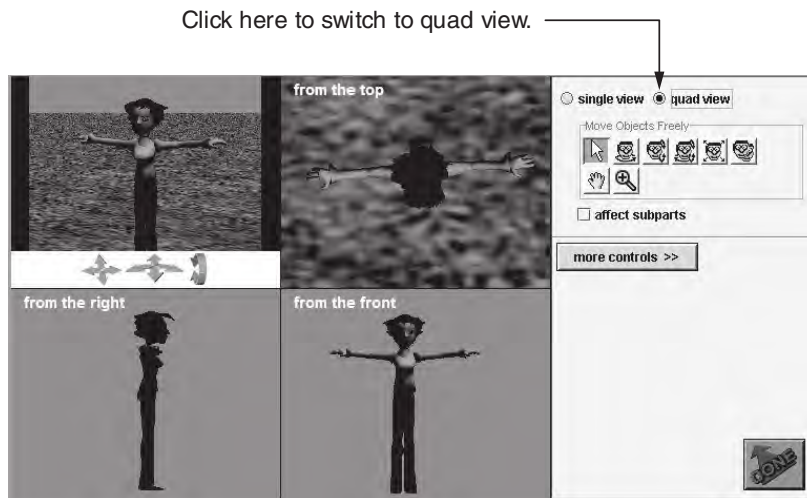 Click here to switch to quad view.
from the top
single view quad view
Move Objects Freely
affect subparts
more controls >>
from the right
from the front
DONE